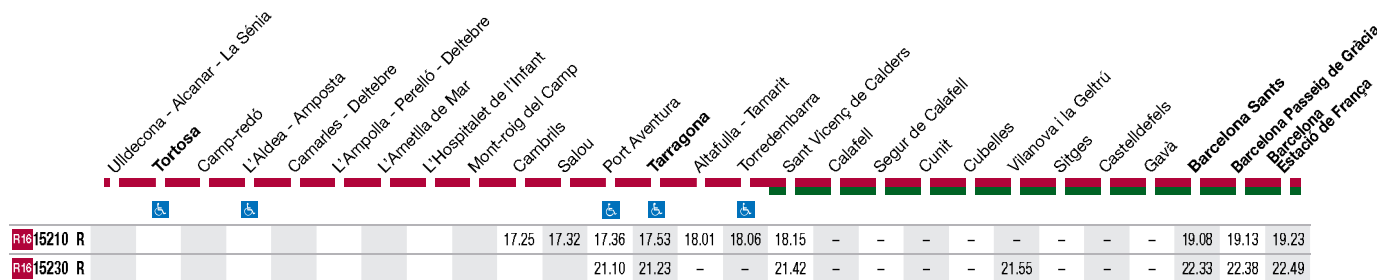 Ulldecona - Alcanar - La Sénia
Tortosa
Camp-redó
L'Aldea - Amposta
Camarles - Deltebre
L'Ampolla - Perelló - Deltebre
L'Ametlla de Mar
L'Hospitalet de l'Infant
Mont-roig del Camp
Cambrils
Salou
Port Aventura
Tarragona
Altafulla - Tamarit
Torredembarra
Sant Vicenç de Calders
Calafell
Segur de Calafell
Cunit
Cubelles
Vilanova i la Geltrú
Sitges
Castelldefels
Gavà
Barcelona Sants
Barcelona Passeig de Gràcia
Barcelona
Estació de França
R16 15210 R 17.25 17.32 17.36 17.53 18.01 18.06 18.15 – – – – – – – – 19.08 19.13 19.23
R16 15230 R 21.10 21.23 – – 21.42 – – – – 21.55 – – – 22.33 22.38 22.49